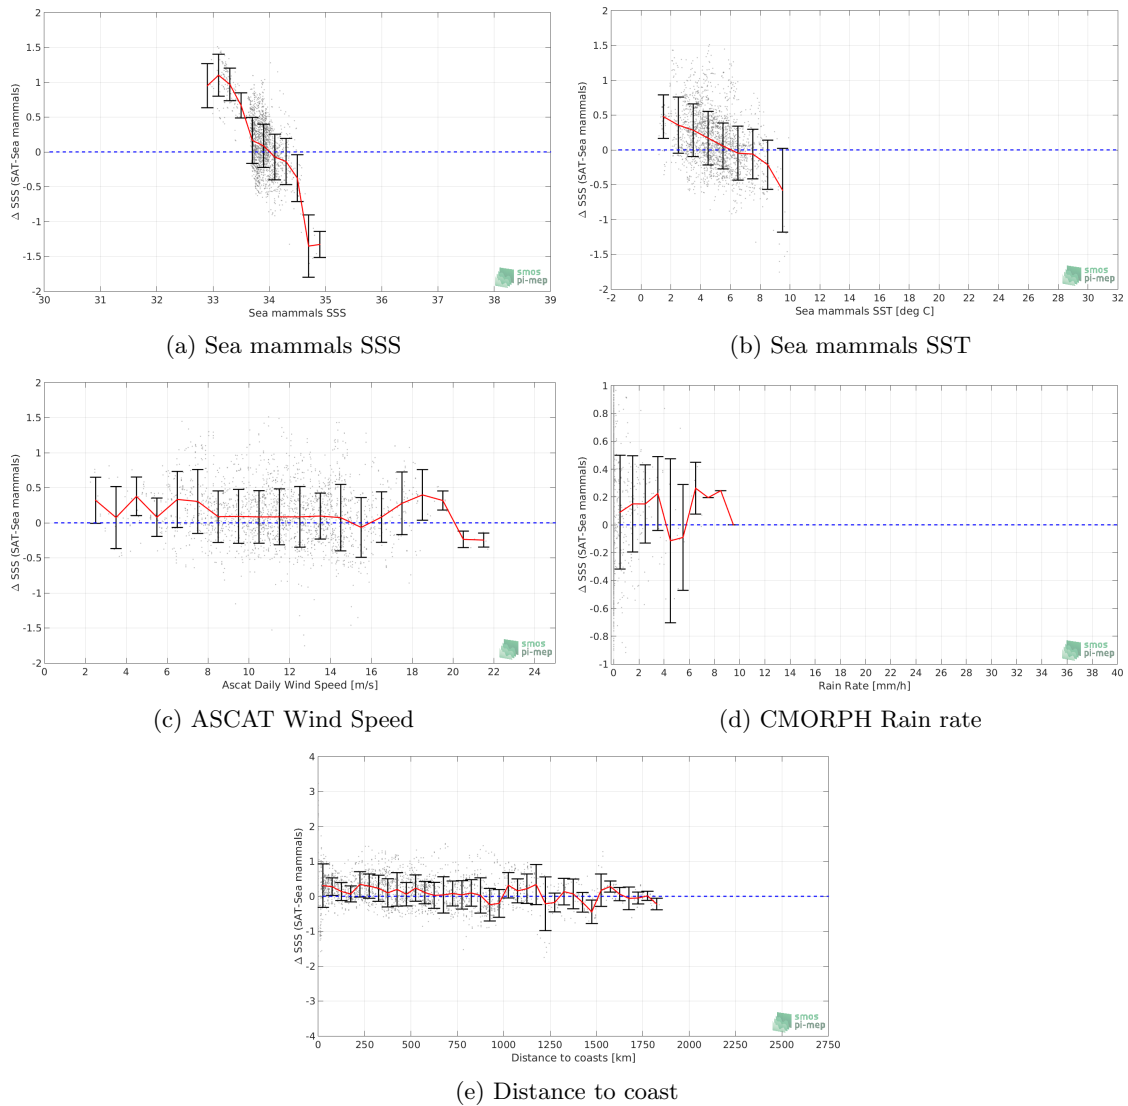 2
1.5
1
0.5
0
-0.5
-1
-1.5
-2
30 31 32 33 34 35 36 37 38 39
Δ SSS (SAT-Sea mammals)
Sea mammals SSS
smos
pi-mep
(a) Sea mammals SSS
2
1.5
1
0.5
0
-0.5
-1
-1.5
-2
-2 0 2 4 6 8 10 12 14 16 18 20 22 24 26 28 30 32
Δ SSS (SAT-Sea mammals)
Sea mammals SST [deg C]
smos
pi-mep
(b) Sea mammals SST
2
1.5
1
0.5
0
-0.5
-1
-1.5
-2
0 2 4 6 8 10 12 14 16 18 20 22 24
Δ SSS (SAT-Sea mammals)
Ascat Daily Wind Speed [m/s]
smos
pi-mep
(c) ASCAT Wind Speed
1
0.8
0.6
0.4
0.2
0
-0.2
-0.4
-0.6
-0.8
-1
0 2 4 6 8 10 12 14 16 18 20 22 24 26 28 30 32 34 36 38 40
Δ SSS (SAT-Sea mammals)
Rain Rate [mm/h]
smos
pi-mep
(d) CMORPH Rain rate
4
3
2
1
0
-1
-2
-3
-4
0 250 500 750 1000 1250 1500 1750 2000 2250 2500 2750
Δ SSS (SAT-Sea mammals)
Distance to coasts [km]
smos
pi-mep
(e) Distance to coast